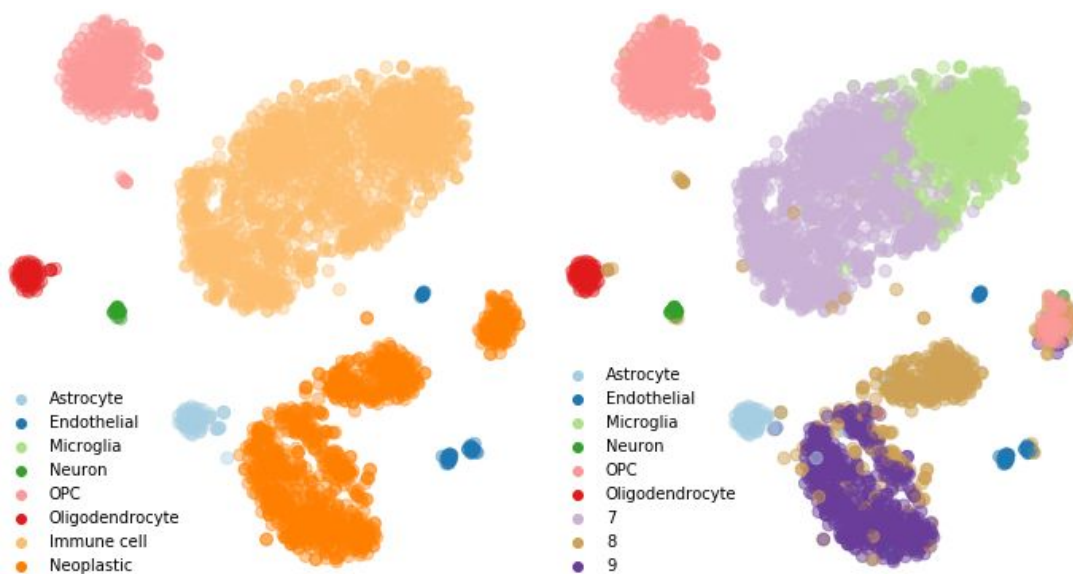 Astrocyte
Endothelial
Microglia
Neuron
OPC
Oligodendrocyte
Immune cell
Neoplastic
Astrocyte
Endothelial
Microglia
Neuron
OPC
Oligodendrocyte
7
8
9